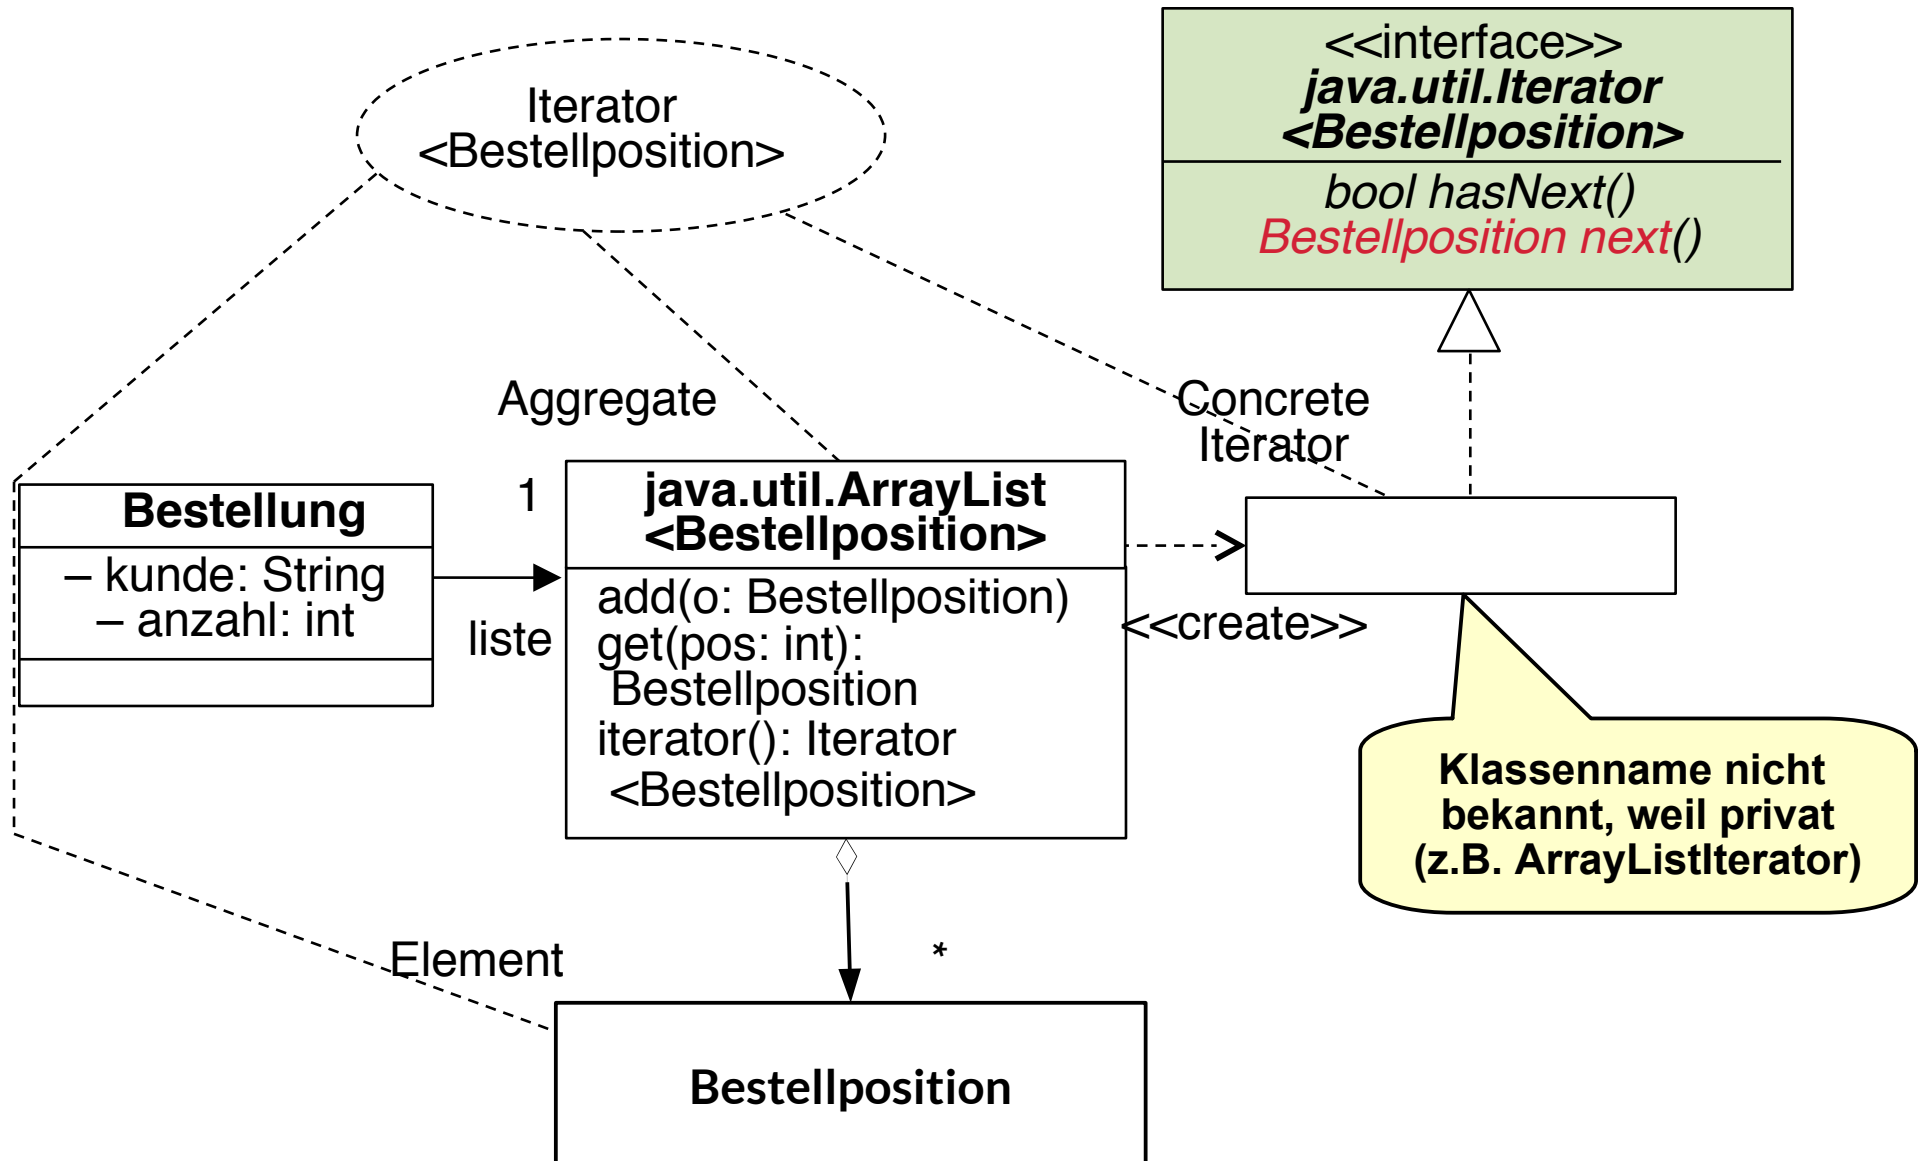 Iterator
<Bestellposition>
<<interface>>
java.util.Iterator
<Bestellposition>
bool hasNext()
Bestellposition next()
Aggregate
Concrete
Iterator
Bestellung
– kunde: String
– anzahl: int
1
liste
java.util.ArrayList
<Bestellposition>
add(o: Bestellposition)
get(pos: int):
Bestellposition
iterator(): Iterator
<Bestellposition>
<<create>>
Klassenname nicht
bekannt, weil privat
(z.B. ArrayListIterator)
Element
*
Bestellposition